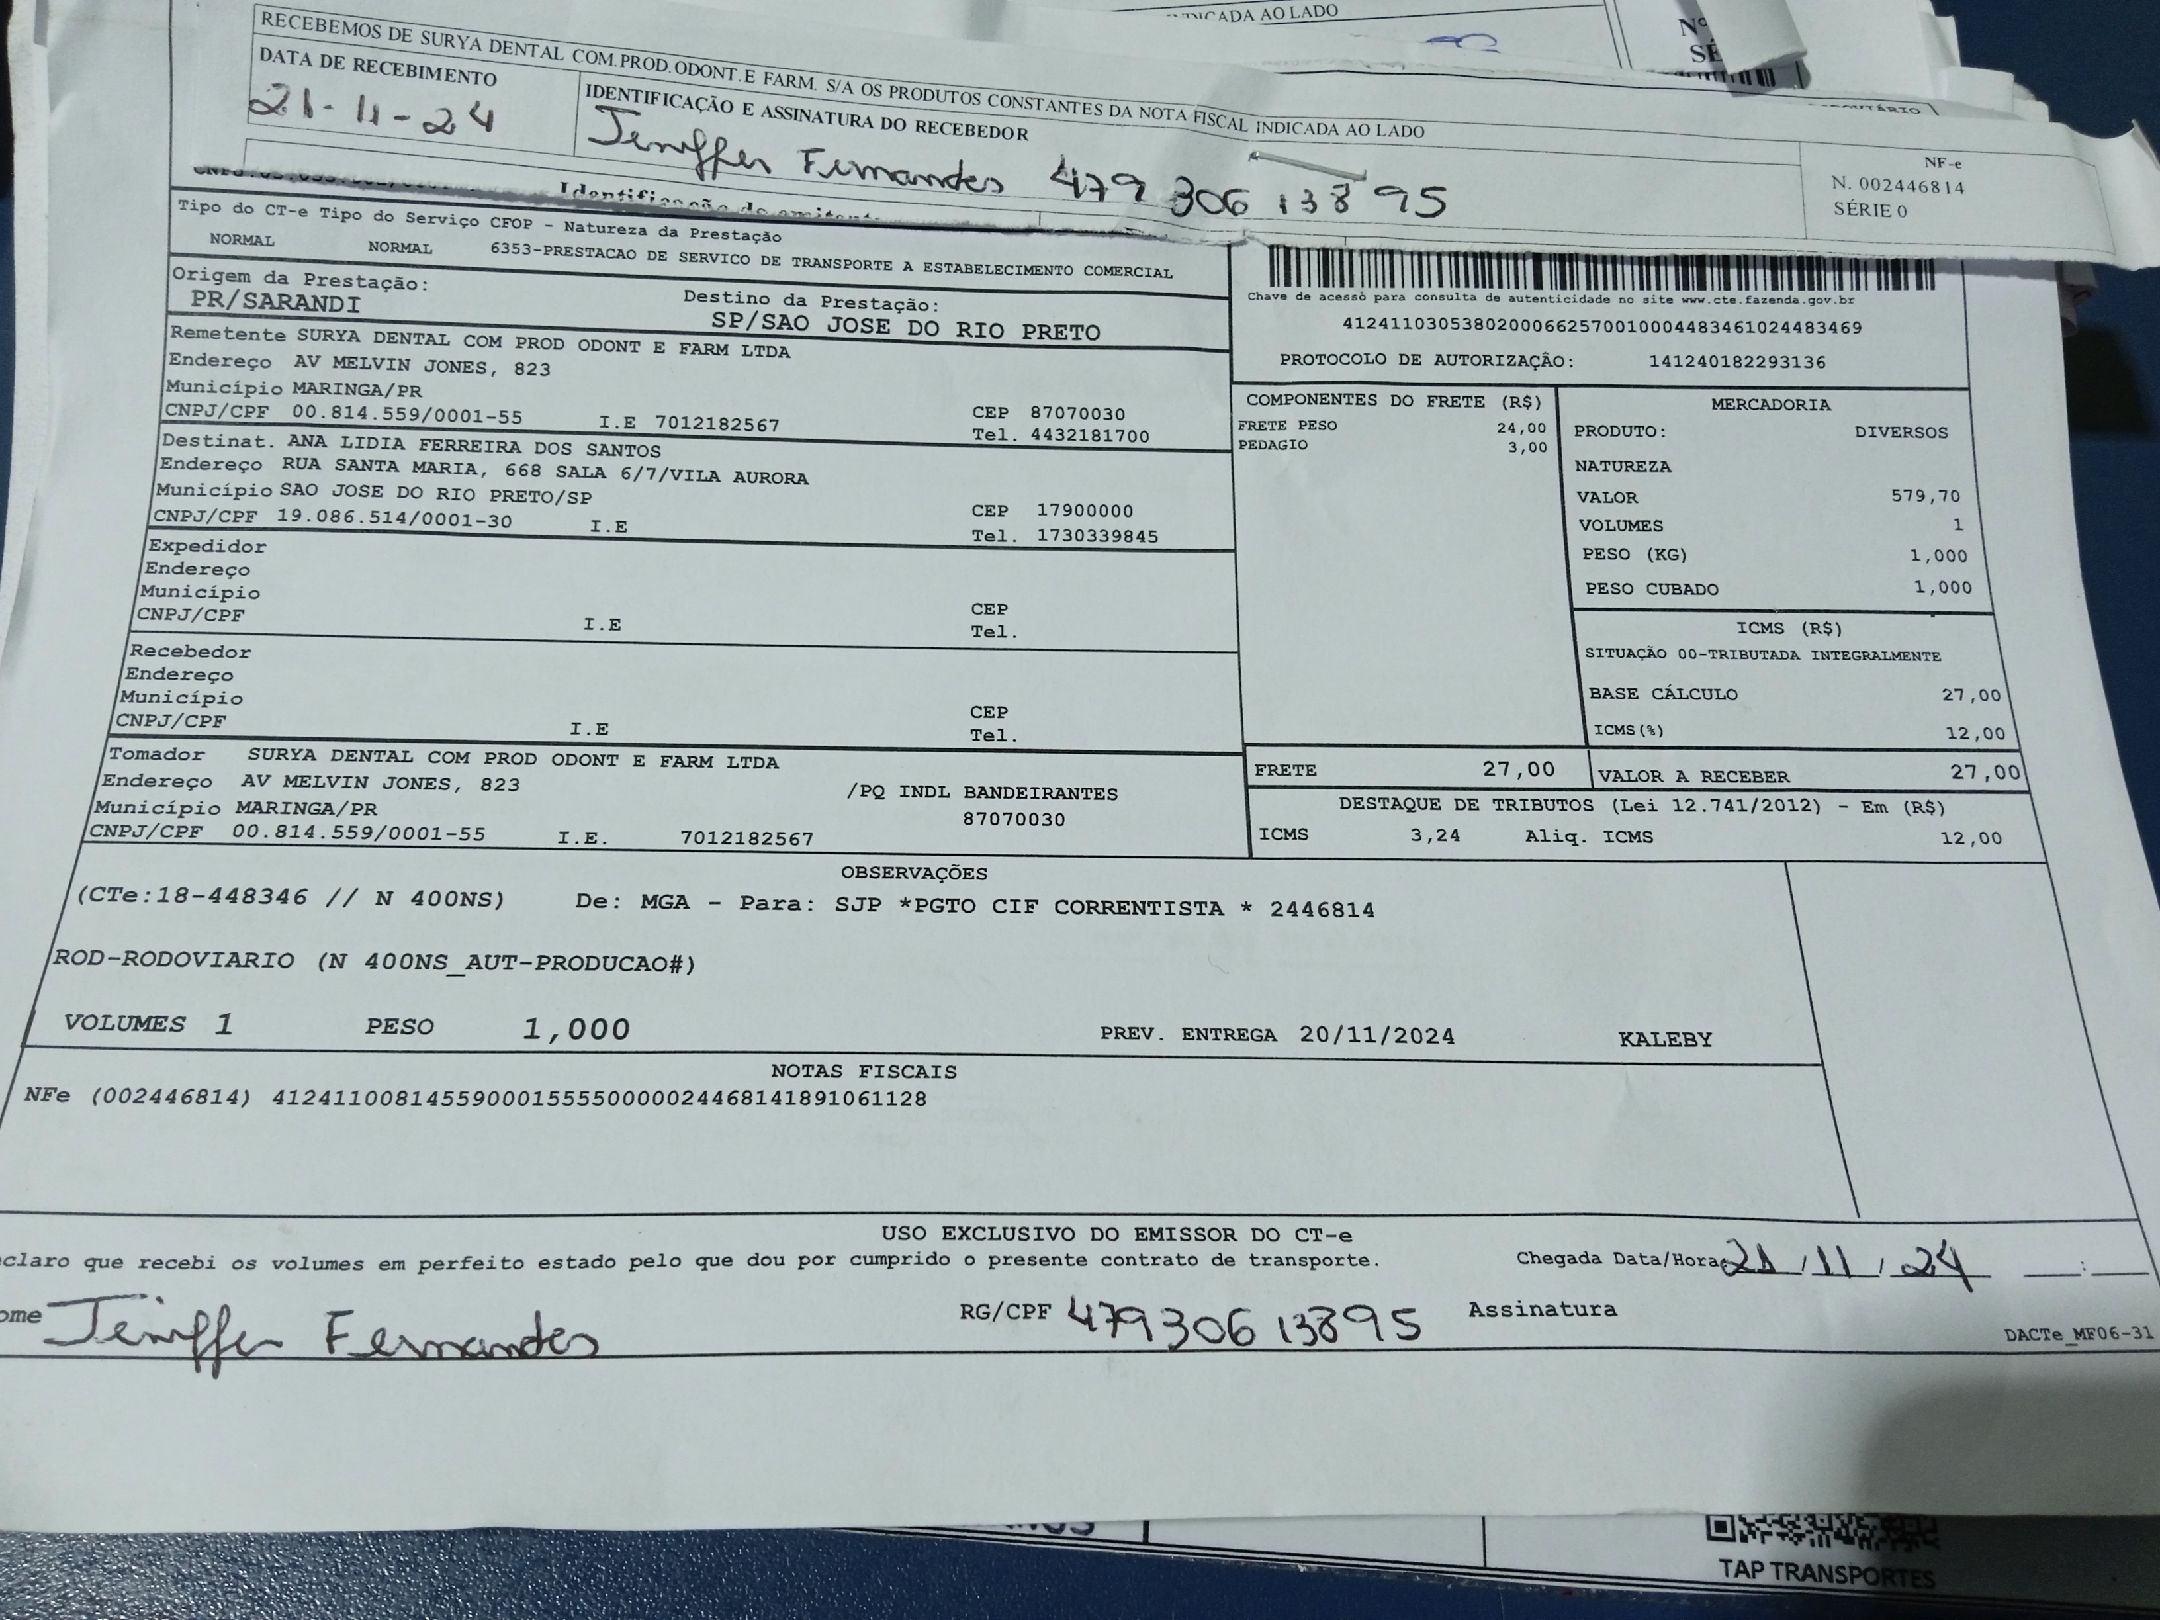 ICADA AO LADO
Nº
SÉ
RECEBEMOS DE SURYA DENTAL COM.PROD.ODONT.E FARM. S/A OS PRODUTOS CONSTANTES DA NOTA FISCAL INDICADA AO LADO
DATA DE RECEBIMENTO
21-11-24
IDENTIFICAÇÃO E ASSINATURA DO RECEBEDOR
Jeniffer Fernandes 479 306 138 95
NF-e
N. 002446814
SÉRIE 0
Tipo do CT-e Tipo do Serviço CFOP - Natureza da Prestação
NORMAL NORMAL 6353-PRESTACAO DE SERVICO DE TRANSPORTE A ESTABELECIMENTO COMERCIAL
Origem da Prestação: Destino da Prestação:
PR/SARANDI SP/SAO JOSE DO RIO PRETO
Chave de acesso para consulta de autenticidade no site www.cte.fazenda.gov.br
41241103053802000662570010004483461024483469
PROTOCOLO DE AUTORIZAÇÃO: 141240182293136
Remetente SURYA DENTAL COM PROD ODONT E FARM LTDA
Endereço AV MELVIN JONES, 823
Município MARINGA/PR
CNPJ/CPF 00.814.559/0001-55 I.E 7012182567
CEP 87070030
Tel. 4432181700
Destinat. ANA LIDIA FERREIRA DOS SANTOS
Endereço RUA SANTA MARIA, 668 SALA 6/7/VILA AURORA
Município SAO JOSE DO RIO PRETO/SP
CNPJ/CPF 19.086.514/0001-30 I.E
CEP 17900000
Tel. 1730339845
Expedidor
Endereço
Município
CNPJ/CPF I.E
CEP
Tel.
Recebedor
Endereço
Município
CNPJ/CPF I.E
CEP
Tel.
Tomador SURYA DENTAL COM PROD ODONT E FARM LTDA
Endereço AV MELVIN JONES, 823 /PQ INDL BANDEIRANTES
Município MARINGA/PR 87070030
CNPJ/CPF 00.814.559/0001-55 I.E. 7012182567
COMPONENTES DO FRETE (R$)
FRETE PESO 24,00
PEDAGIO 3,00
MERCADORIA
PRODUTO: DIVERSOS
NATUREZA
VALOR 579,70
VOLUMES 1
PESO (KG) 1,000
PESO CUBADO 1,000
ICMS (R$)
SITUAÇÃO 00-TRIBUTADA INTEGRALMENTE
BASE CÁLCULO 27,00
ICMS(%) 12,00
FRETE 27,00 VALOR A RECEBER 27,00
DESTAQUE DE TRIBUTOS (Lei 12.741/2012) - Em (R$)
ICMS 3,24 Aliq. ICMS 12,00
OBSERVAÇÕES
(CTe:18-448346 // N 400NS) De: MGA - Para: SJP *PGTO CIF CORRENTISTA * 2446814
ROD-RODOVIARIO (N 400NS_AUT-PRODUCAO#)
VOLUMES 1 PESO 1,000 PREV. ENTREGA 20/11/2024 KALEBY
NOTAS FISCAIS
NFe (002446814) 41241100814559000155550000024468141891061128
USO EXCLUSIVO DO EMISSOR DO CT-e
claro que recebi os volumes em perfeito estado pelo que dou por cumprido o presente contrato de transporte. Chegada Data/Hora 21/11/24 :
ome Jeniffer Fernandes RG/CPF 47930613895 Assinatura
DACTe_MF06-31
TAP TRANSPORTES